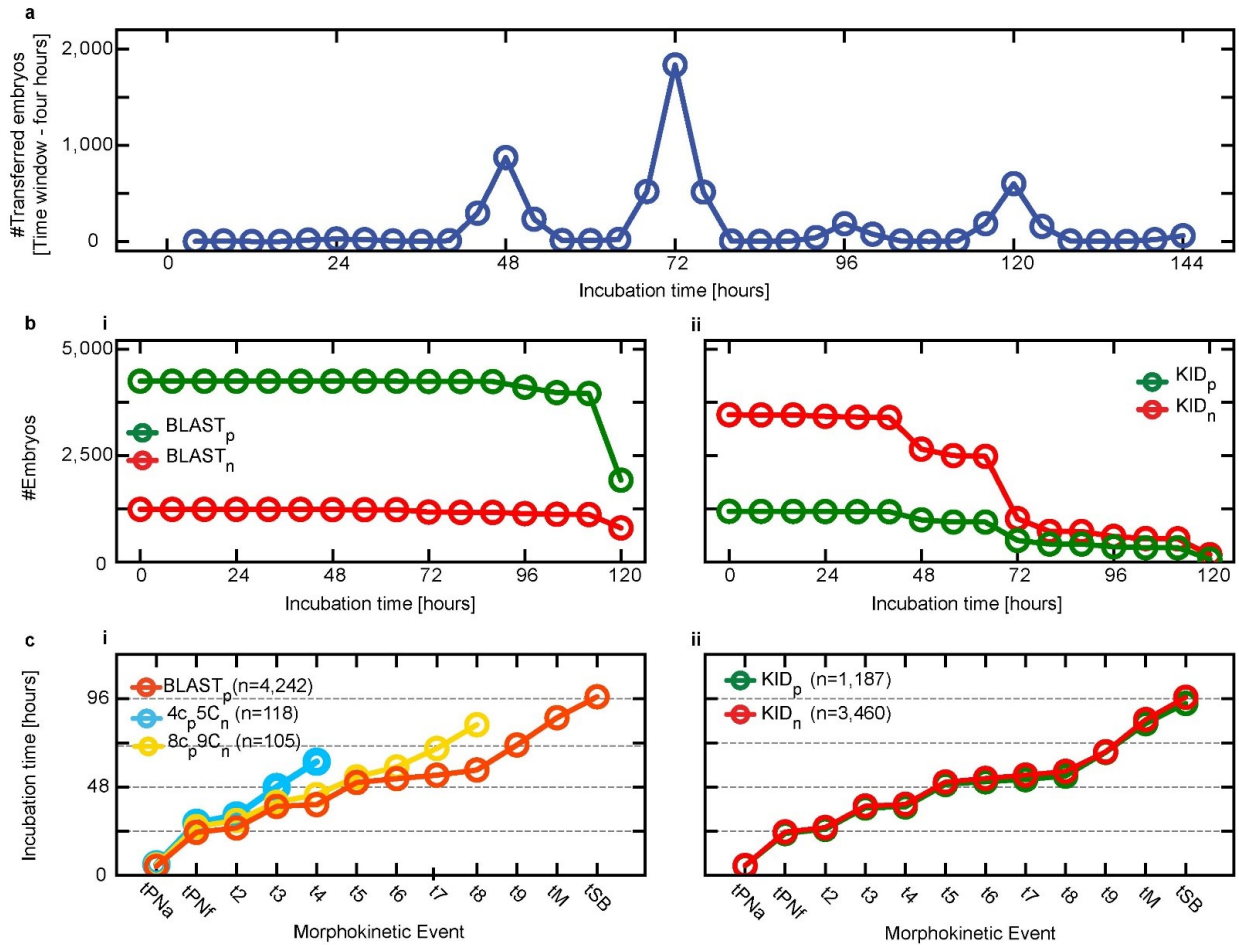 a
#Transferred embryos
[Time window - four hours]
2,000
1,000
0
0 24 48 72 96 120 144
Incubation time [hours]
b i
#Embryos
5,000
2,500
0
BLASTp
BLASTn
0 24 48 72 96 120
Incubation time [hours]
ii
KIDp
KIDn
0 24 48 72 96 120
Incubation time [hours]
c i
Incubation time [hours]
96
48
0
BLASTp (n=4,242)
4cp5Cn (n=118)
8cp9Cn (n=105)
tPNa tPNf t2 t3 t4 t5 t6 t7 t8 t9 tM tSB
Morphokinetic Event
ii
KIDp (n=1,187)
KIDn (n=3,460)
tPNa tPNf t2 t3 t4 t5 t6 t7 t8 t9 tM tSB
Morphokinetic Event